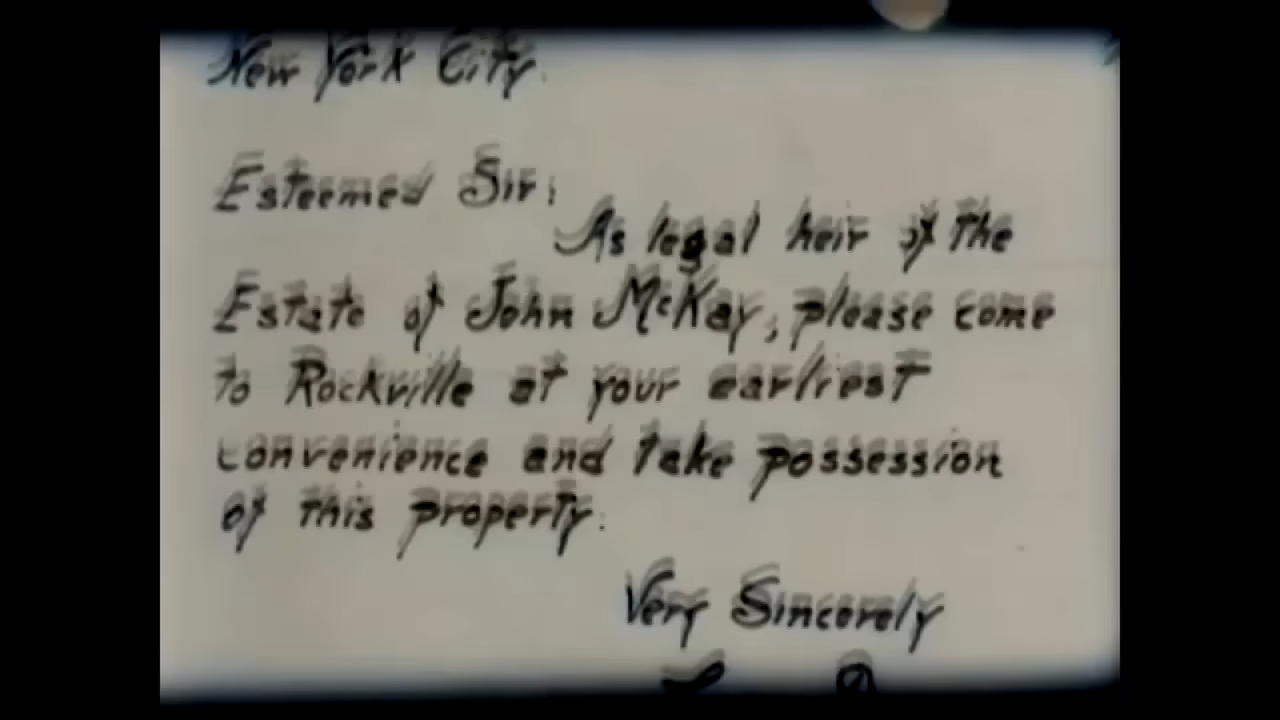 New York City.
Esteemed Sir:
As legal heir of the
Estate of John McKay, please come
to Rockville at your earliest
convenience and take possession
of this property.
Very Sincerely